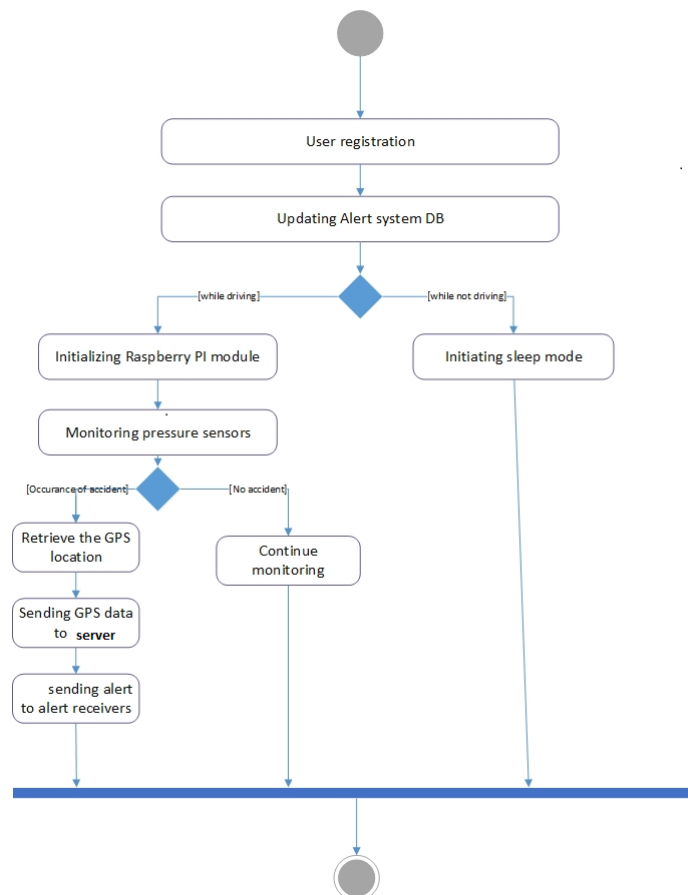 User registration
Updating Alert system DB
[while driving]
[while not driving]
Initializing Raspberry PI module
Initiating sleep mode
Monitoring pressure sensors
[Occurance of accident]
[No accident]
Retrieve the GPS
location
Continue
monitoring
Sending GPS data
to server
sending alert
to alert receivers